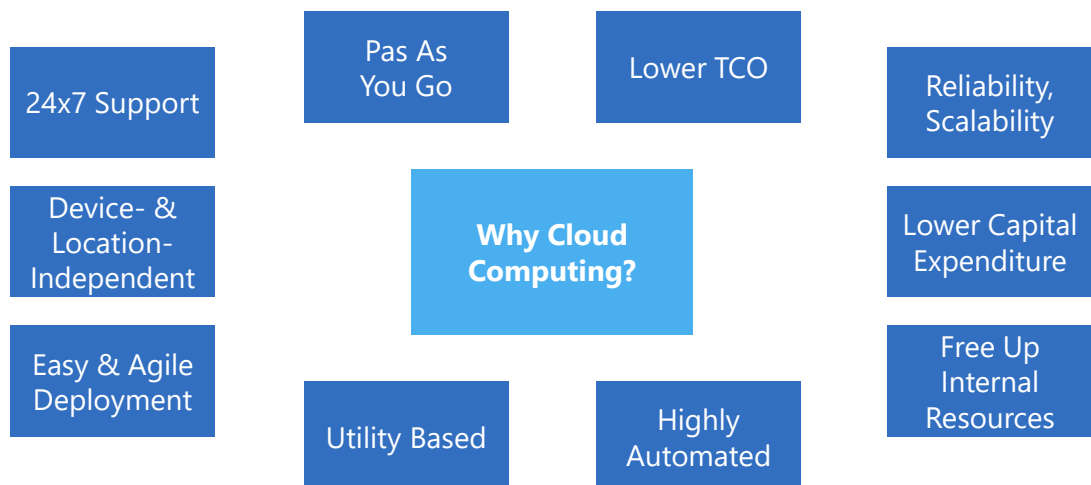 Pas As
You Go
Lower TCO
24x7 Support
Reliability,
Scalability
Device- &
Location-
Independent
Why Cloud
Computing?
Lower Capital
Expenditure
Easy & Agile
Deployment
Free Up
Internal
Resources
Utility Based
Highly
Automated